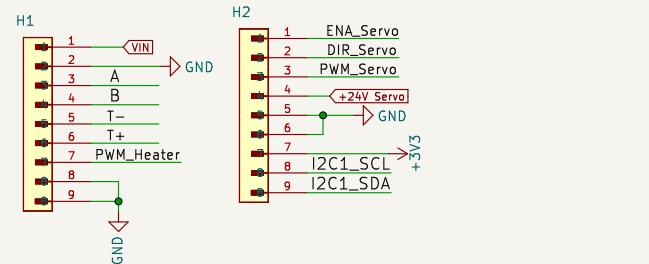 H1
1 VIN
2 GND
3 A
4 B
5 T-
6 T+
7 PWM_Heater
8
9
GND
H2
1 ENA_Servo
2 DIR_Servo
3 PWM_Servo
4 +24V Servo
5 GND
6
7 +3V3
8 I2C1_SCL
9 I2C1_SDA